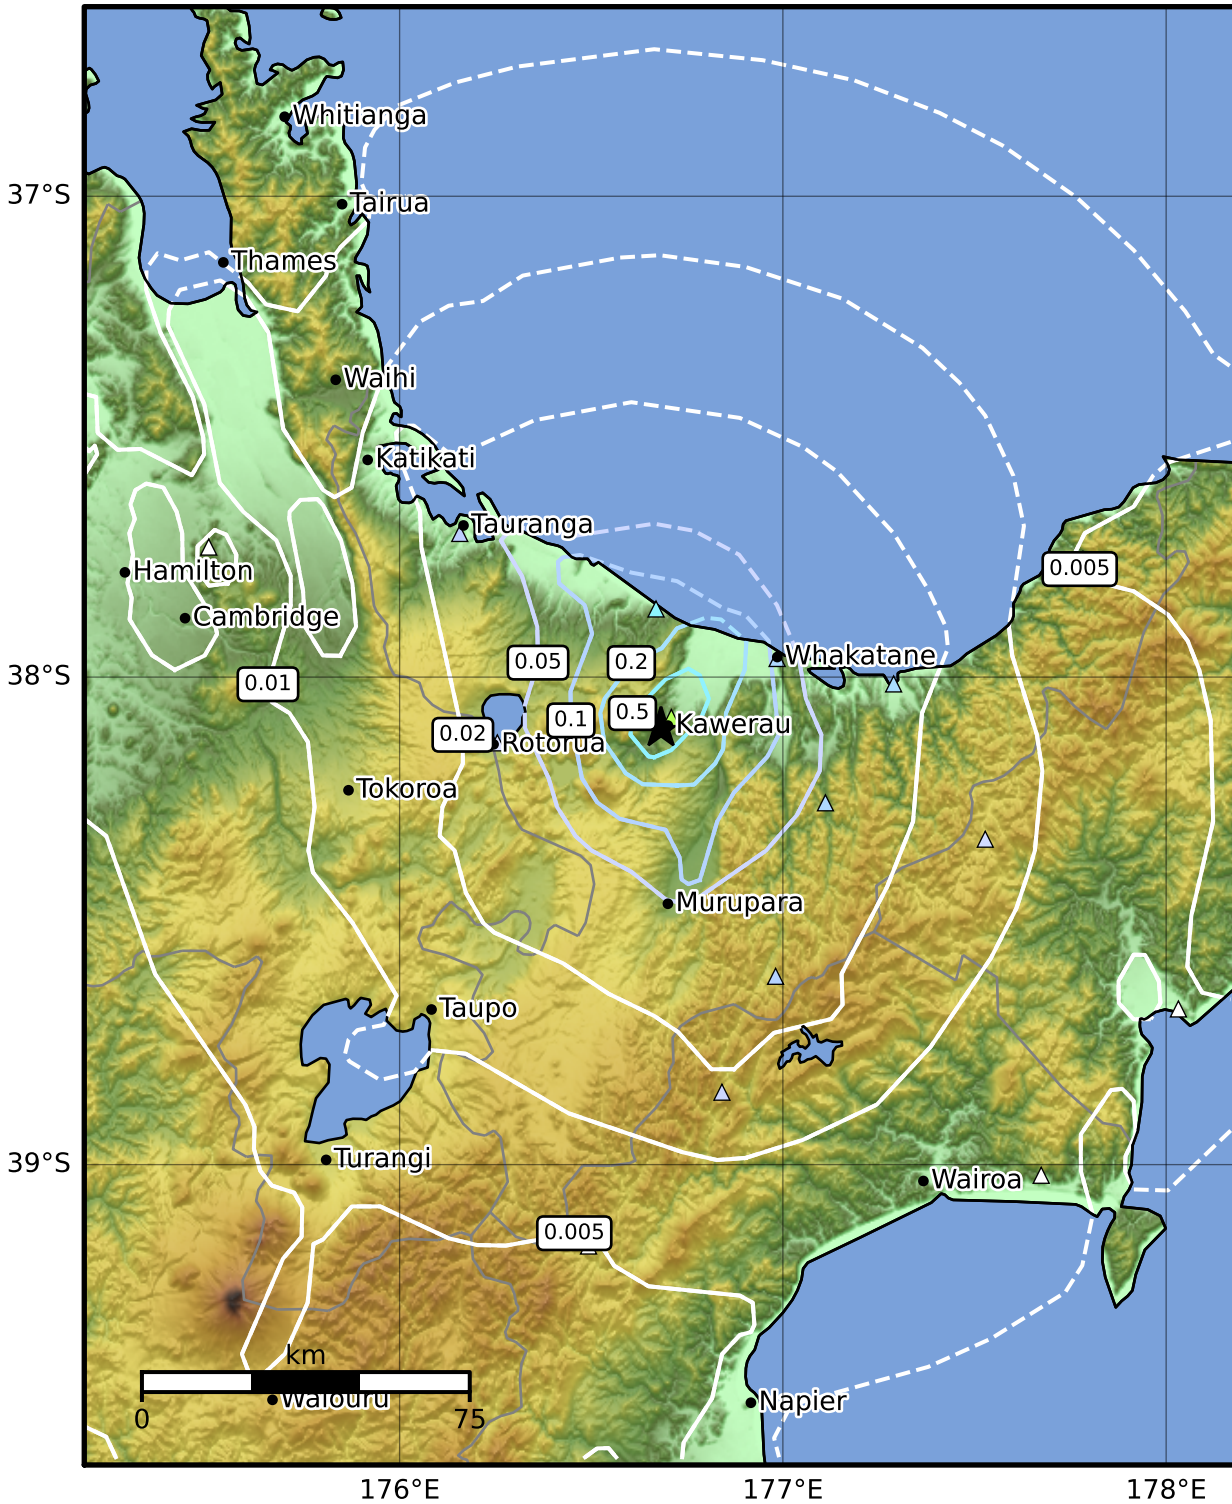 Whitianga
37°S
Tairua
Thames
Waihi
Katikati
Tauranga
0.005
Hamilton
Cambridge
Whakatane
0.05
0.2
38°S
0.01
0.5
0.1
Kawerau
0.02
Rotorua
Tokoroa
Murupara
Taupo
Turangi
39°S
Wairoa
0.005
km
Waiouru
Napier
0
75
176°E
177°E
178°E